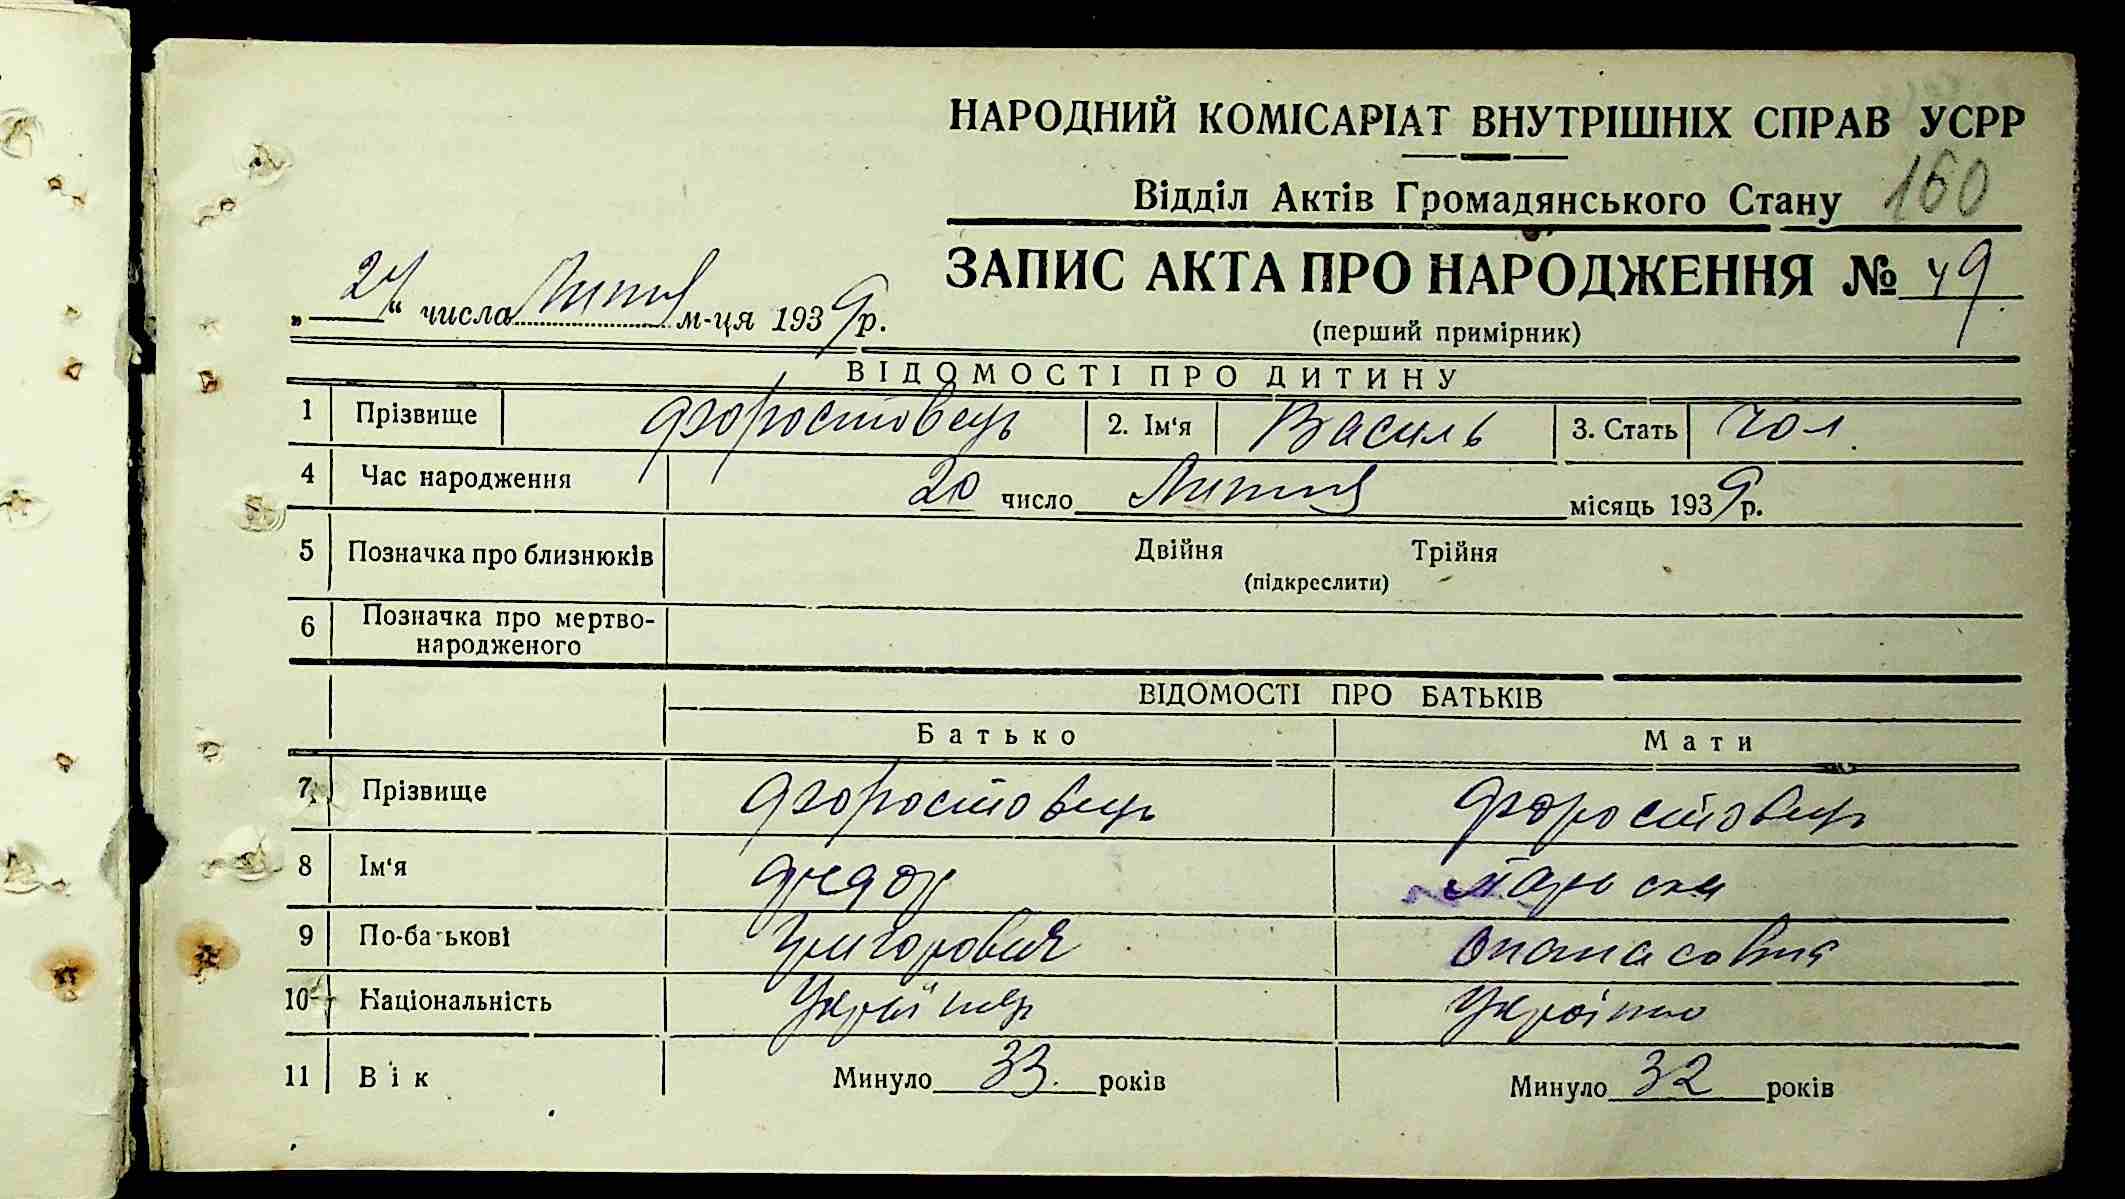 НАРОДНИЙ КОМІСАРІАТ ВНУТРІШНІХ СПРАВ УСРР
Відділ Актів Громадянського Стану 160
ЗАПИС АКТА ПРО НАРОДЖЕННЯ № 49
„24“ числа Липня м-ця 1939 р.
(перший примірник)
ВІДОМОСТІ ПРО ДИТИНУ
1 Прізвище Форостовець 2. Ім‘я Василь 3. Стать Чол.
4 Час народження 20 число Липня місяць 1939 р.
5 Позначка про близнюків Двійня Трійня
(підкреслити)
6 Позначка про мертво-
народженого
ВІДОМОСТІ ПРО БАТЬКІВ
Батько Мати
7 Прізвище Форостовець Форостовець
8 Ім‘я Федор
9 По-батькові Григорович Опанасовна
10 Національність Українець Українка
11 Вік Минуло 33. років Минуло 32 років